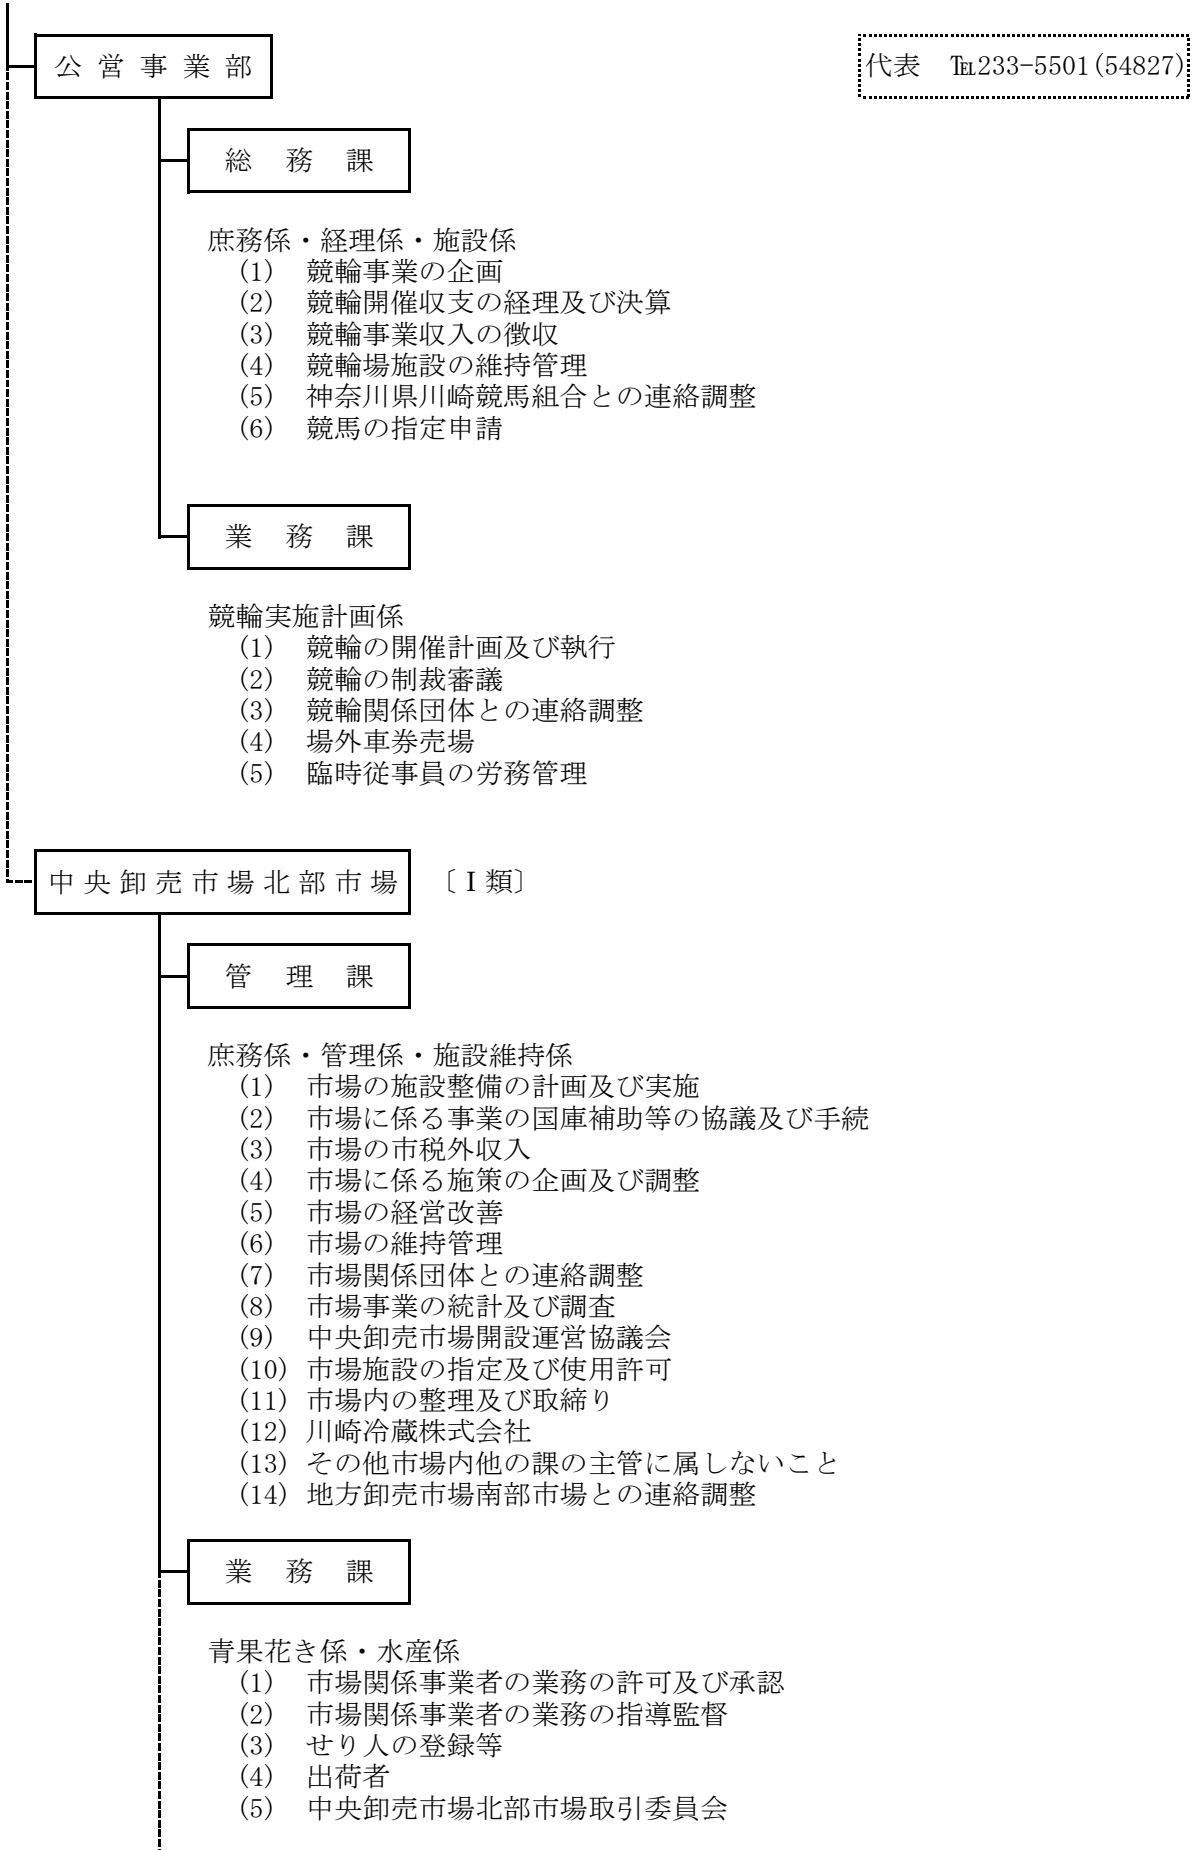 公営事業部
代表 ℡233-5501(54827)
総務課
庶務係・経理係・施設係
(1) 競輪事業の企画
(2) 競輪開催収支の経理及び決算
(3) 競輪事業収入の徴収
(4) 競輪場施設の維持管理
(5) 神奈川県川崎競馬組合との連絡調整
(6) 競馬の指定申請
業務課
競輪実施計画係
(1) 競輪の開催計画及び執行
(2) 競輪の制裁審議
(3) 競輪関係団体との連絡調整
(4) 場外車券売場
(5) 臨時従事員の労務管理
中央卸売市場北部市場 〔Ⅰ類〕
管理課
庶務係・管理係・施設維持係
(1) 市場の施設整備の計画及び実施
(2) 市場に係る事業の国庫補助等の協議及び手続
(3) 市場の市税外収入
(4) 市場に係る施策の企画及び調整
(5) 市場の経営改善
(6) 市場の維持管理
(7) 市場関係団体との連絡調整
(8) 市場事業の統計及び調査
(9) 中央卸売市場開設運営協議会
(10) 市場施設の指定及び使用許可
(11) 市場内の整理及び取締り
(12) 川崎冷蔵株式会社
(13) その他市場内他の課の主管に属しないこと
(14) 地方卸売市場南部市場との連絡調整
業務課
青果花き係・水産係
(1) 市場関係事業者の業務の許可及び承認
(2) 市場関係事業者の業務の指導監督
(3) せり人の登録等
(4) 出荷者
(5) 中央卸売市場北部市場取引委員会